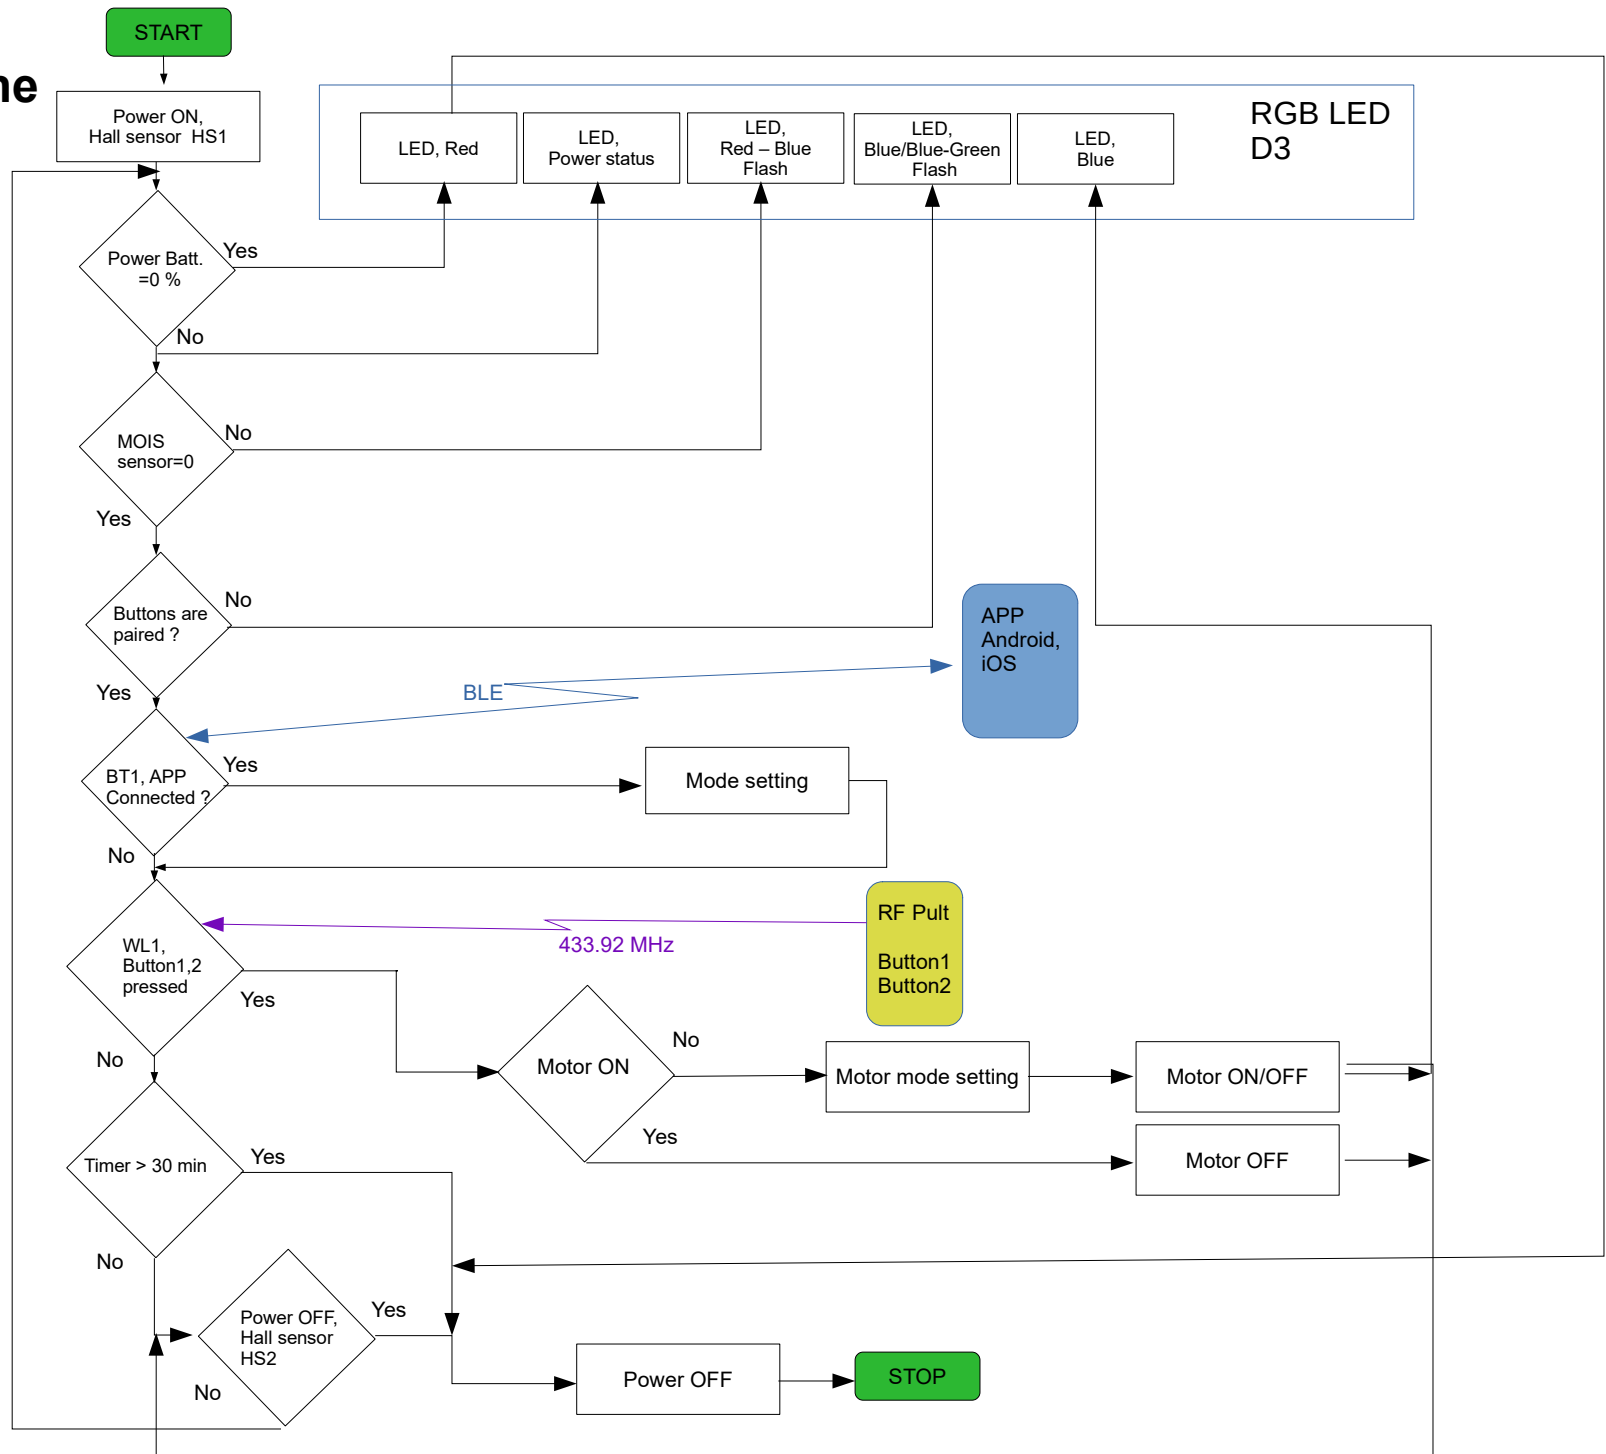 START
ne
Power ON,
Hall sensor HS1
LED, Red
LED,
Power status
LED,
Red – Blue
Flash
LED,
Blue/Blue-Green
Flash
LED,
Blue
RGB LED
D3
Power Batt.
=0 %
Yes
No
MOIS
sensor=0
No
Yes
Buttons are
paired ?
No
Yes
BLE
APP
Android,
iOS
BT1, APP
Connected ?
Yes
No
Mode setting
WL1,
Button1,2
pressed
Yes
No
433.92 MHz
RF Pult
Button1
Button2
Motor ON
No
Yes
Motor mode setting
Motor ON/OFF
Motor OFF
Timer > 30 min
Yes
No
Power OFF,
Hall sensor
HS2
Yes
No
Power OFF
STOP